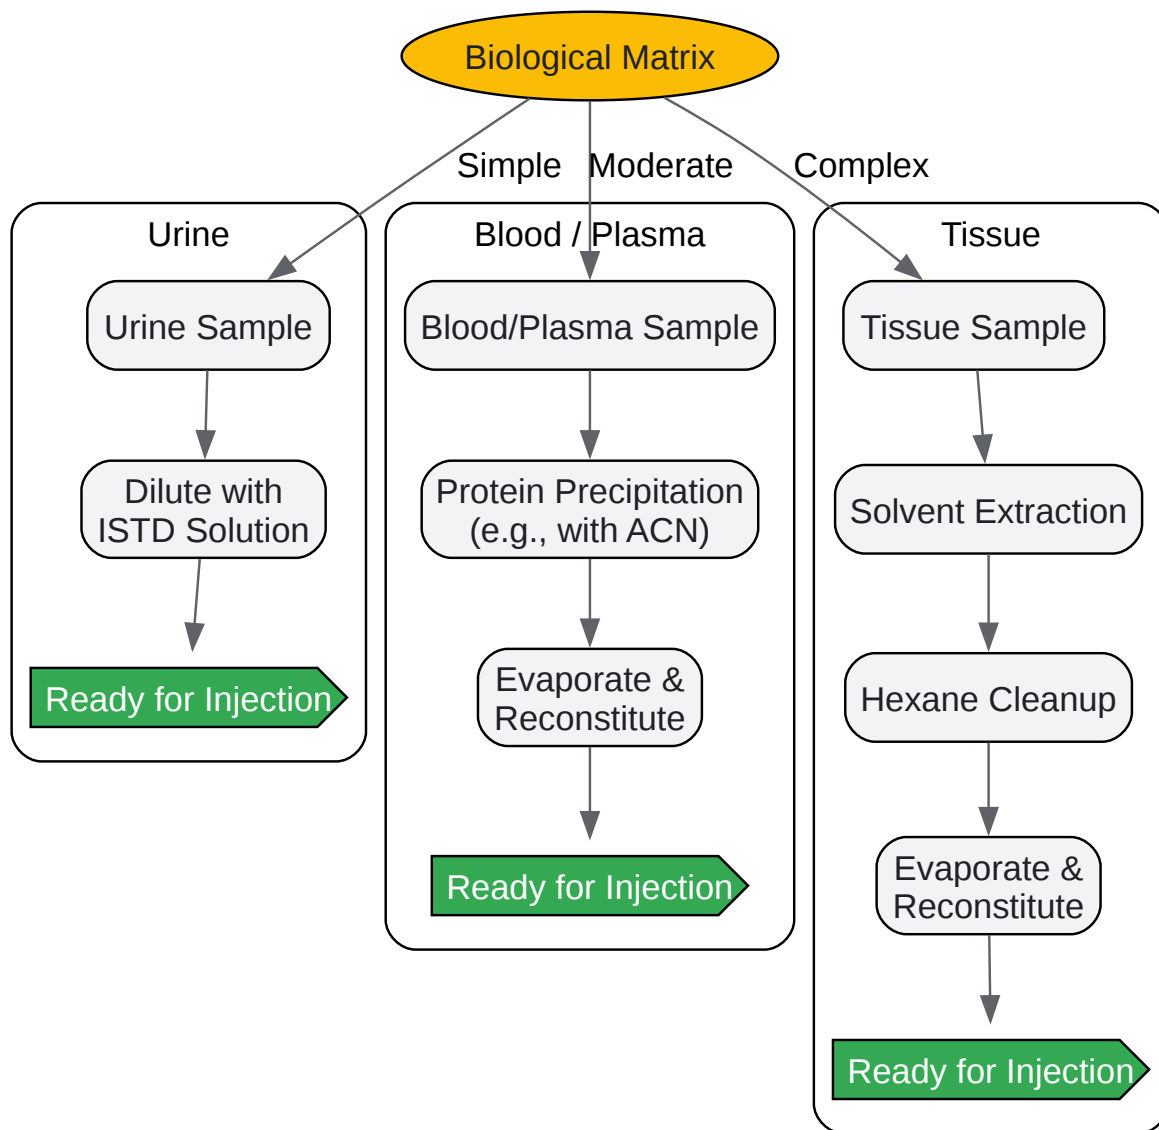 Biological Matrix
Simple
Moderate
Complex
Urine
Urine Sample
Dilute with
ISTD Solution
Ready for Injection
Blood / Plasma
Blood/Plasma Sample
Protein Precipitation
(e.g., with ACN)
Evaporate &
Reconstitute
Ready for Injection
Tissue
Tissue Sample
Solvent Extraction
Hexane Cleanup
Evaporate &
Reconstitute
Ready for Injection